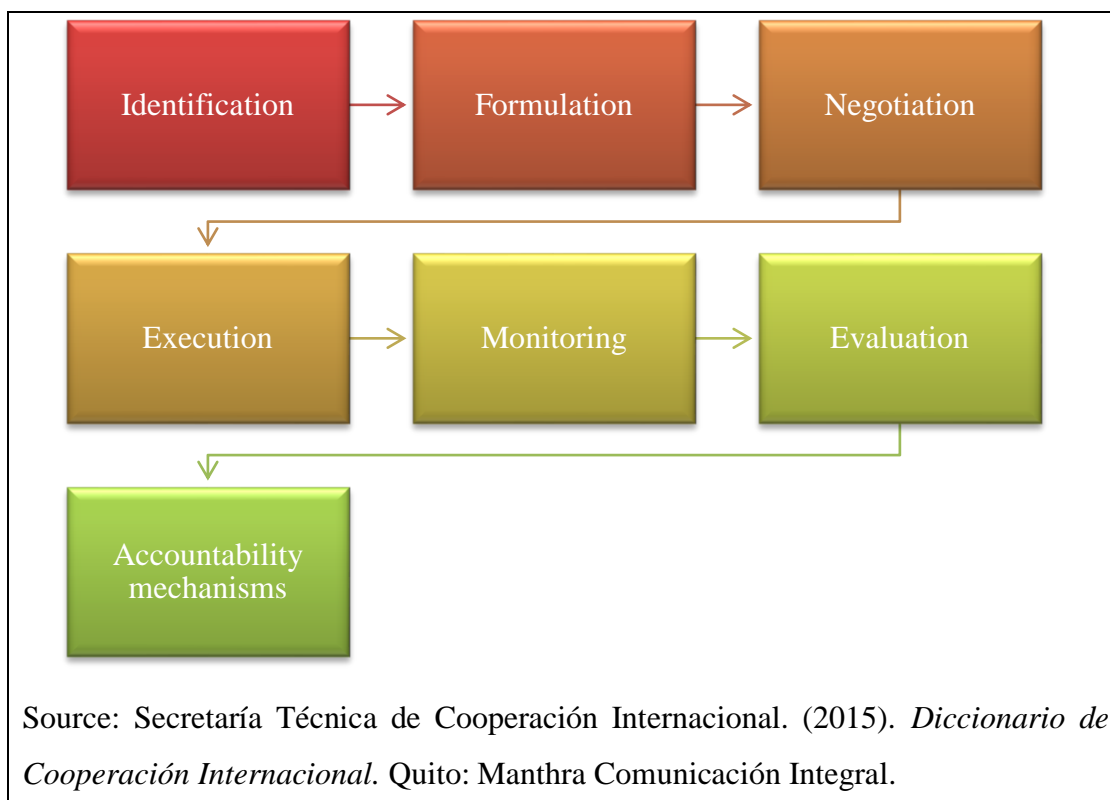 Identification
Formulation
Negotiation
Execution
Monitoring
Evaluation
Accountability
mechanisms
Source: Secretaría Técnica de Cooperación Internacional. (2015). Diccionario de
Cooperación Internacional. Quito: Manthra Comunicación Integral.